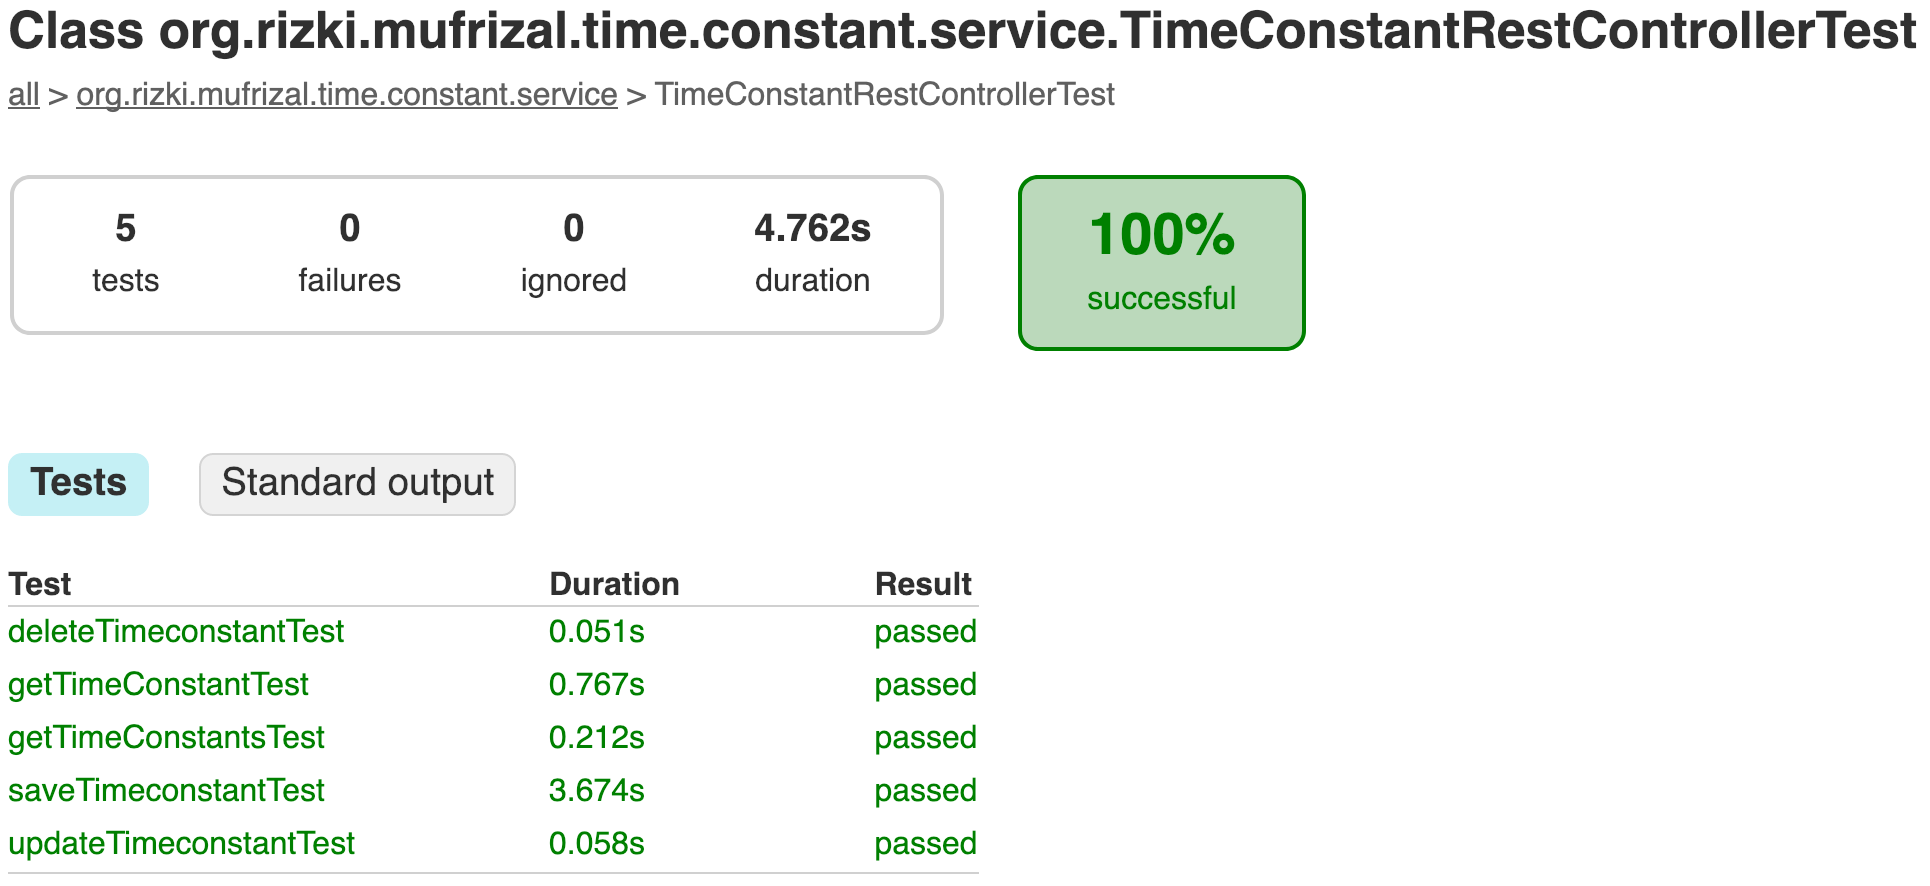 Class org.rizki.mufrizal.time.constant.service.TimeConstantRestControllerTest
all > org.rizki.mufrizal.time.constant.service > TimeConstantRestControllerTest
5 0 0 4.762s
tests failures ignored duration
100%
successful
Tests Standard output
Test Duration Result
deleteTimeconstantTest 0.051s passed
getTimeConstantTest 0.767s passed
getTimeConstantsTest 0.212s passed
saveTimeconstantTest 3.674s passed
updateTimeconstantTest 0.058s passed